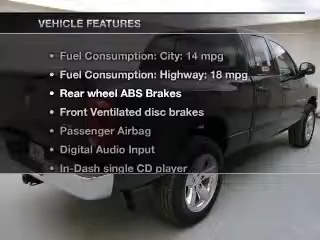 VEHICLE FEATURES
• Fuel Consumption: City: 14 mpg
• Fuel Consumption: Highway: 18 mpg
• Rear wheel ABS Brakes
• Front Ventilated disc brakes
• Passenger Airbag
• Digital Audio Input
• In-Dash single CD player